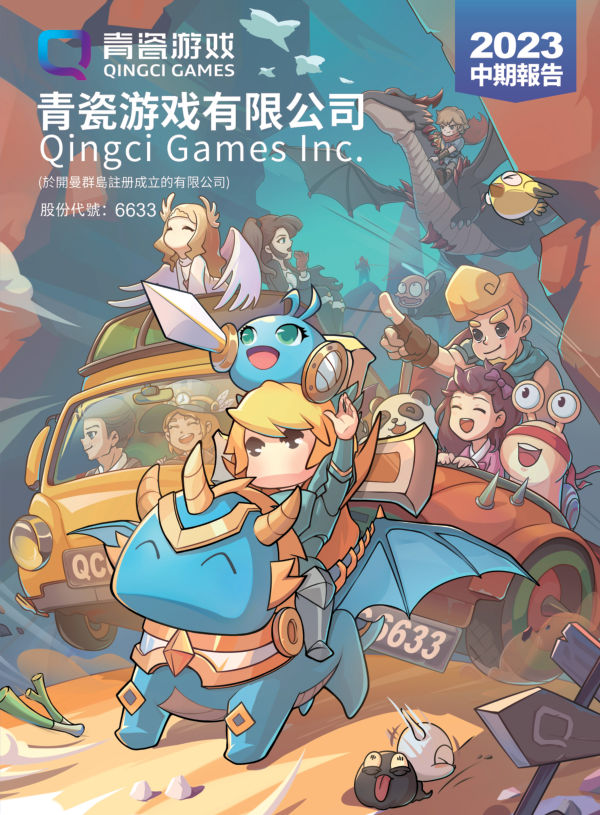 青瓷游戏
QINGCI GAMES
2023
中期報告
青瓷游戏有限公司
Qingci Games Inc.
(於開曼群島註册成立的有限公司)
股份代號：6633
QC
6633
QINGCI GAMES